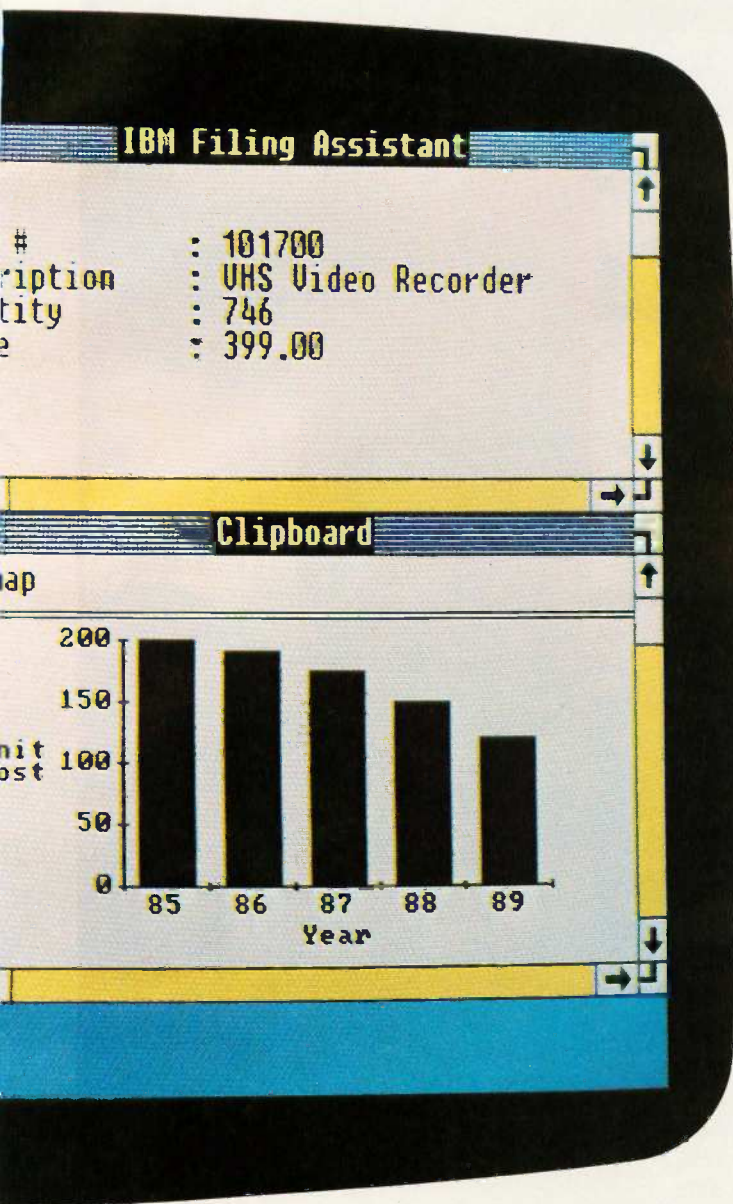 IBM Filing Assistant
# : 101700
ription : VHS Video Recorder
tity : 746
e : 399.00
Clipboard
map
200
150
nit
ost 100
50
0
85 86 87 88 89
Year